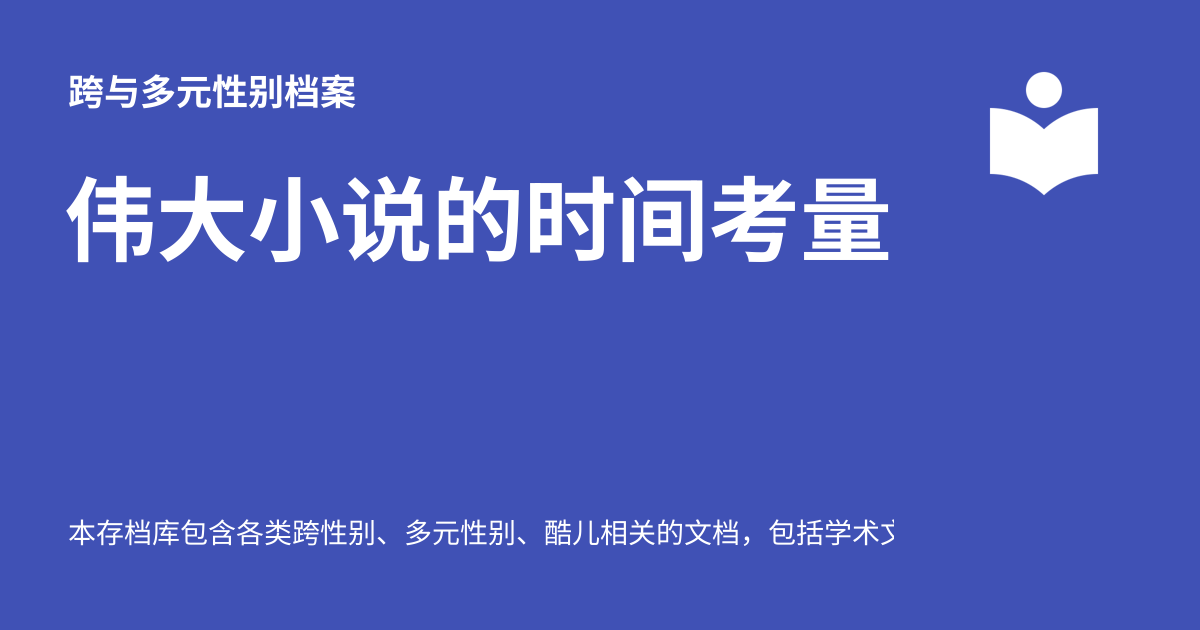 跨与多元性别档案
伟大小说的时间考量
本存档库包含各类跨性别、多元性别、酷儿相关的文档，包括学术